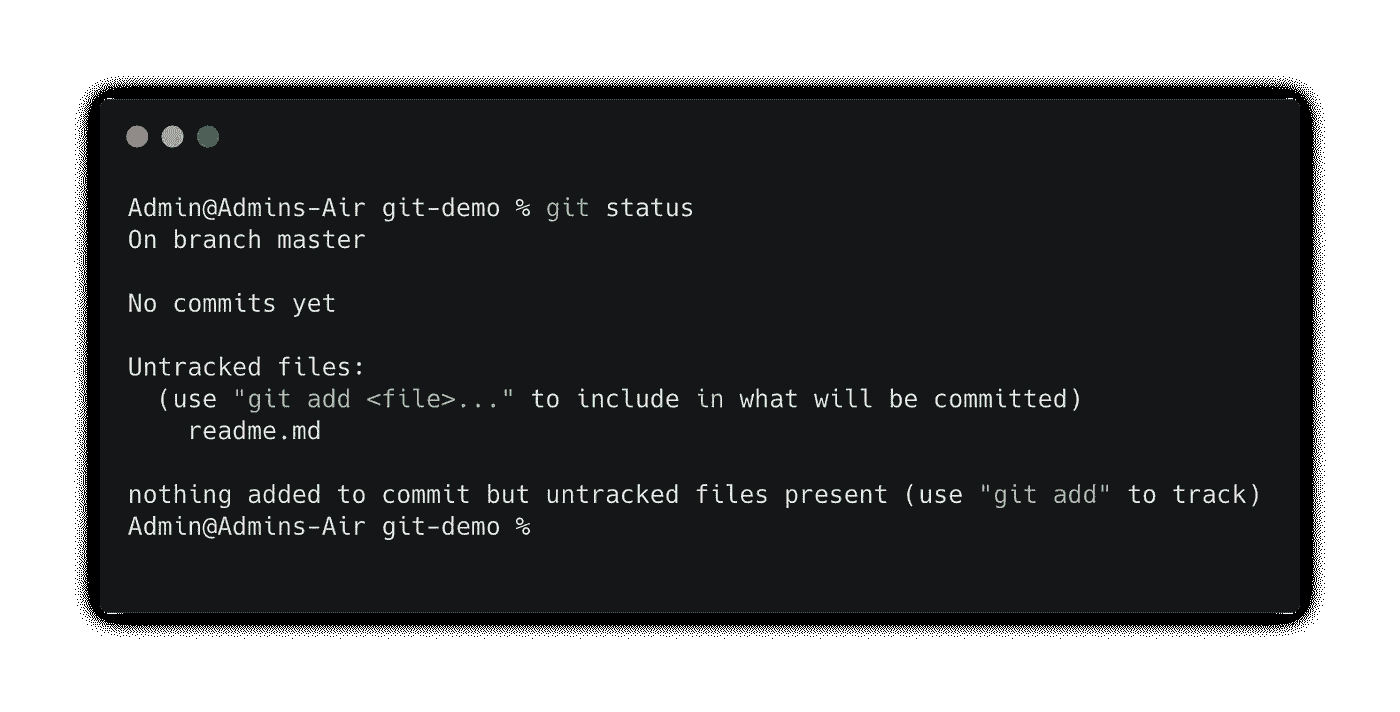 Admin@Admins-Air git-demo % git status
On branch master
No commits yet
Untracked files:
(use "git add <file>..." to include in what will be committed)
readme.md
nothing added to commit but untracked files present (use "git add" to track)
Admin@Admins-Air git-demo %